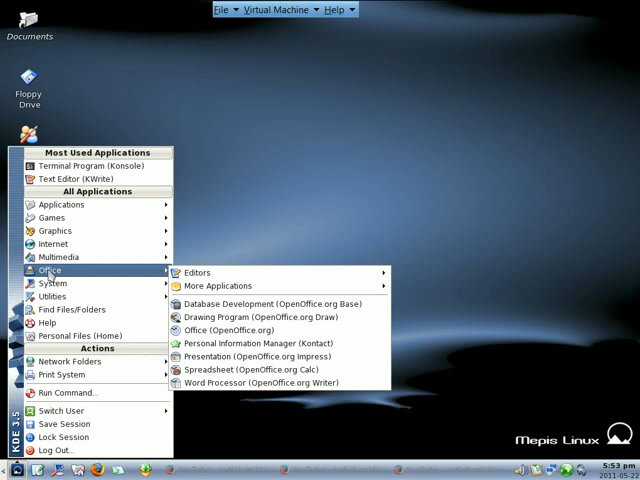 File Virtual Machine Help
Documents
Floppy
Drive
Most Used Applications
Terminal Program (Konsole)
Text Editor (KWrite)
All Applications
Applications
Games
Graphics
Internet
Multimedia
Office
System
Utilities
Find Files/Folders
Help
Personal Files (Home)
Actions
Network Folders
Print System
Run Command...
Switch User
Save Session
Lock Session
Log Out...
KDE 3.5
Editors
More Applications
Database Development (OpenOffice.org Base)
Drawing Program (OpenOffice.org Draw)
Office (OpenOffice.org)
Personal Information Manager (Kontact)
Presentation (OpenOffice.org Impress)
Spreadsheet (OpenOffice.org Calc)
Word Processor (OpenOffice.org Writer)
Mepis Linux
5:53 pm
2011-05-22